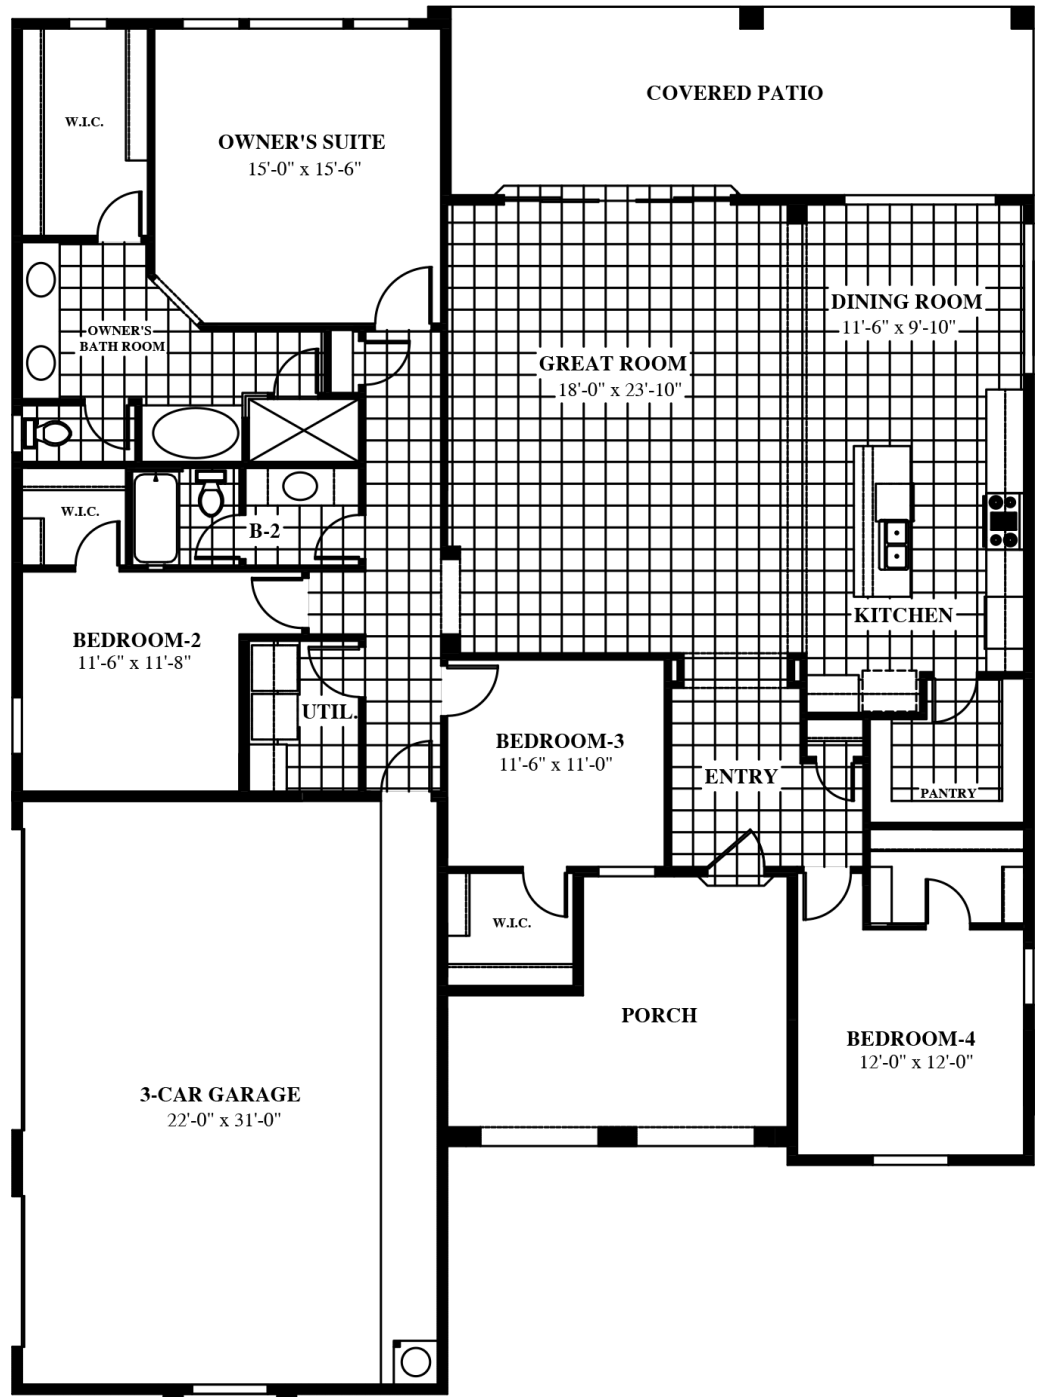 COVERED PATIO
W.I.C.
OWNER'S SUITE
15'-0" x 15'-6"
DINING ROOM
11'-6" x 9'-10"
OWNER'S
BATH ROOM
GREAT ROOM
18'-0" x 23'-10"
W.I.C.
B-2
KITCHEN
BEDROOM-2
11'-6" x 11'-8"
UTIL.
BEDROOM-3
11'-6" x 11'-0"
ENTRY
PANTRY
W.I.C.
PORCH
BEDROOM-4
12'-0" x 12'-0"
3-CAR GARAGE
22'-0" x 31'-0"